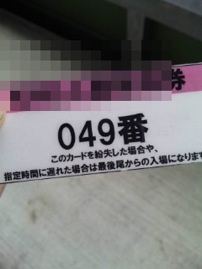 券
049番
このカードを紛失した場合や、
指定時間に遅れた場合は最後尾からの入場になります